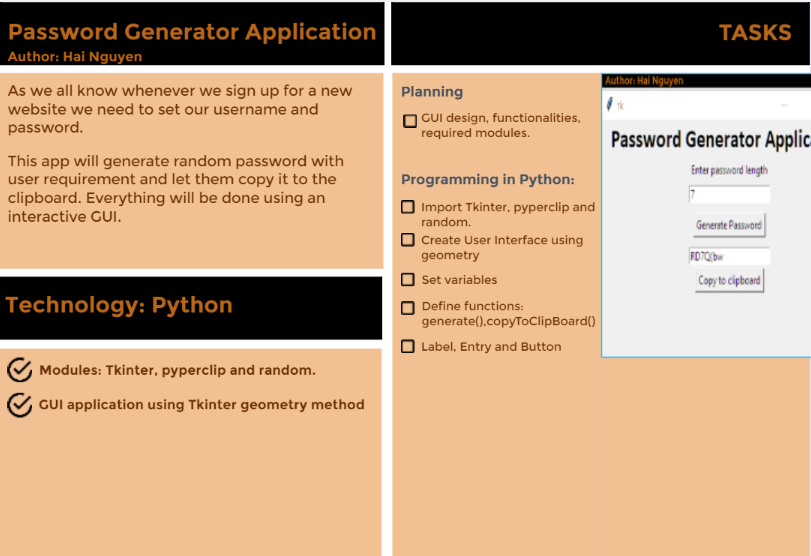 Password Generator Application
Author: Hai Nguyen
As we all know whenever we sign up for a new
website we need to set our username and
password.
This app will generate random password with
user requirement and let them copy it to the
clipboard. Everything will be done using an
interactive GUI.
Technology: Python
Modules: Tkinter, pyperclip and random.
GUI application using Tkinter geometry method
TASKS
Planning
GUI design, functionalities,
required modules.
Programming in Python:
Import Tkinter, pyperclip and
random.
Create User Interface using
geometry
Set variables
Define functions:
generate(),copyToClipBoard()
Label, Entry and Button
Author: Hai Nguyen
tk
Password Generator Applic
Enter password length
7
Generate Password
RD7Q(bw
Copy to clipboard